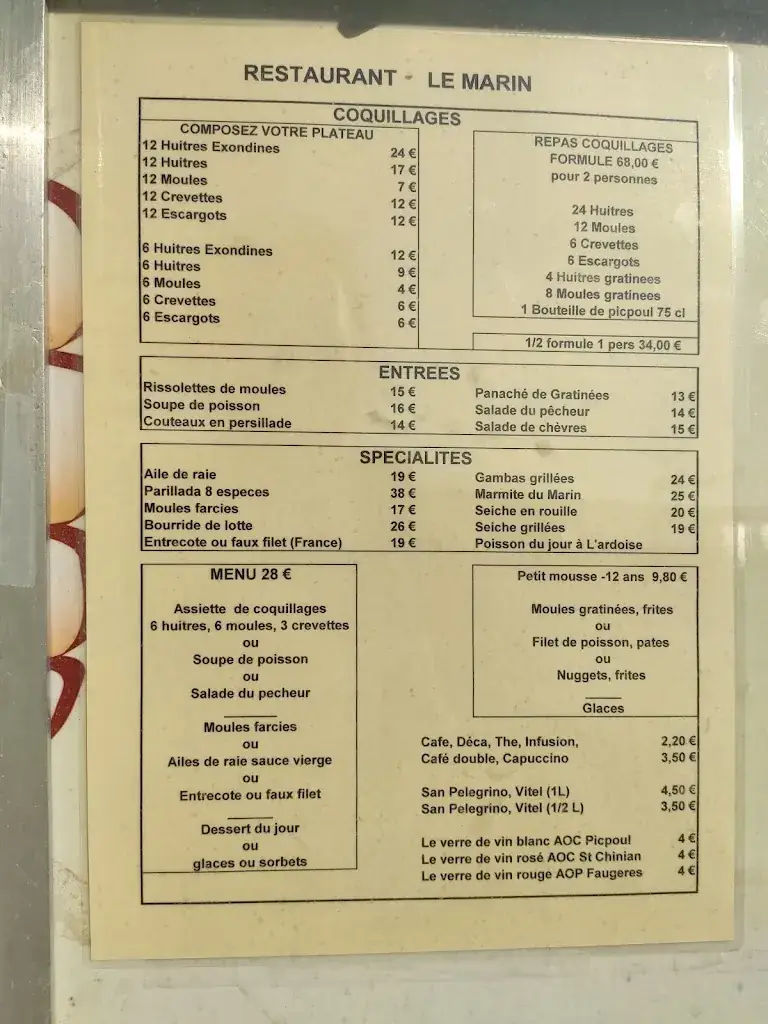 RESTAURANT - LE MARIN
COQUILLAGES
COMPOSEZ VOTRE PLATEAU
12 Huitres Exondines 24 €
12 Huitres 17 €
12 Moules 7 €
12 Crevettes 12 €
12 Escargots 12 €
6 Huitres Exondines 12 €
6 Huitres 9 €
6 Moules 4 €
6 Crevettes 6 €
6 Escargots 6 €
REPAS COQUILLAGES
FORMULE 68,00 €
pour 2 personnes
24 Huitres
12 Moules
6 Crevettes
6 Escargots
4 Huitres gratinees
8 Moules gratinees
1 Bouteille de picpoul 75 cl
1/2 formule 1 pers 34,00 €
ENTREES
Rissolettes de moules 15 €
Soupe de poisson 16 €
Couteaux en persillade 14 €
Panaché de Gratinées 13 €
Salade du pêcheur 14 €
Salade de chèvres 15 €
SPECIALITES
Aile de raie 19 €
Parillada 8 especes 38 €
Moules farcies 17 €
Bourride de lotte 26 €
Entrecote ou faux filet (France) 19 €
Gambas grillées 24 €
Marmite du Marin 25 €
Seiche en rouille 20 €
Seiche grillées 19 €
Poisson du jour à L'ardoise
MENU 28 €
Assiette de coquillages
6 huitres, 6 moules, 3 crevettes
ou
Soupe de poisson
ou
Salade du pecheur
Moules farcies
ou
Ailes de raie sauce vierge
ou
Entrecote ou faux filet
Dessert du jour
ou
glaces ou sorbets
Petit mousse -12 ans 9,80 €
Moules gratinées, frites
ou
Filet de poisson, pates
ou
Nuggets, frites
Glaces
Cafe, Déca, The, Infusion, 2,20 €
Café double, Capuccino 3,50 €
San Pelegrino, Vitel (1L) 4,50 €
San Pelegrino, Vitel (1/2 L) 3,50 €
Le verre de vin blanc AOC Picpoul 4 €
Le verre de vin rosé AOC St Chinian 4 €
Le verre de vin rouge AOP Faugeres 4 €